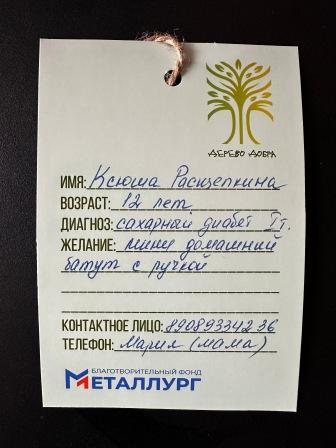 ДЕРЕВО ДОБРА
ИМЯ: Ксюша Расщепкина
ВОЗРАСТ: 12 лет
ДИАГНОЗ: сахарный диабет I т.
ЖЕЛАНИЕ: мини домашний
батут с ручкой
КОНТАКТНОЕ ЛИЦО: 89089334236
ТЕЛЕФОН: Мария (мама)
БЛАГОТВОРИТЕЛЬНЫЙ ФОНД
МЕТАЛЛУРГ